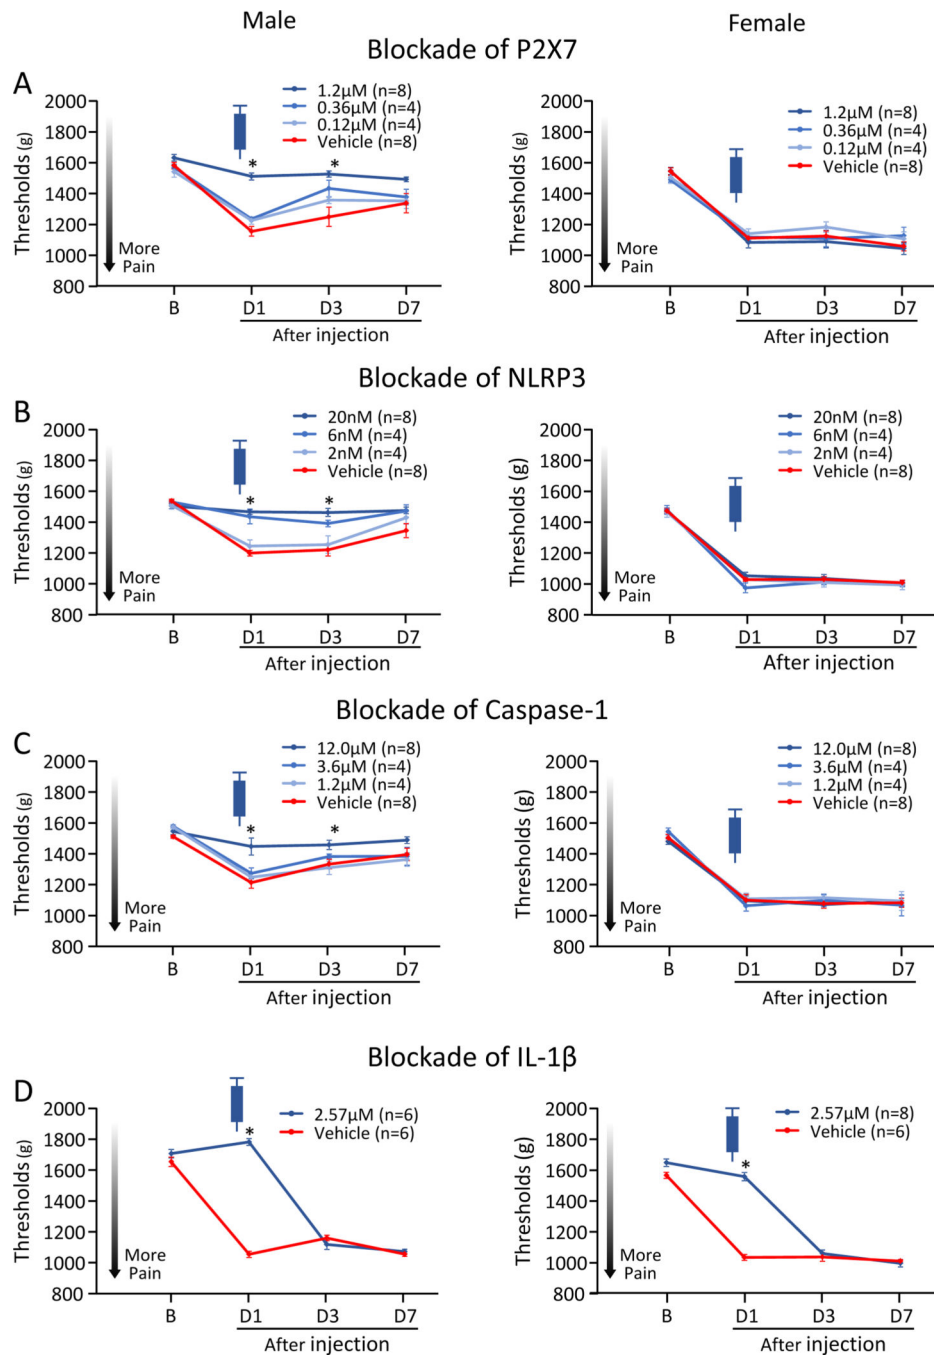 Male
Female
Blockade of P2X7
A
2000
1800
1600
1400
1200
1000
800
Thresholds (g)
More
Pain
1.2µM (n=8)
0.36µM (n=4)
0.12µM (n=4)
Vehicle (n=8)
*
*
B D1 D3 D7
After injection
2000
1800
1600
1400
1200
1000
800
Thresholds (g)
More
Pain
1.2µM (n=8)
0.36µM (n=4)
0.12µM (n=4)
Vehicle (n=8)
B D1 D3 D7
After injection
Blockade of NLRP3
B
2000
1800
1600
1400
1200
1000
800
Thresholds (g)
More
Pain
20nM (n=8)
6nM (n=4)
2nM (n=4)
Vehicle (n=8)
*
*
B D1 D3 D7
After injection
2000
1800
1600
1400
1200
1000
800
Thresholds (g)
More
Pain
20nM (n=8)
6nM (n=4)
2nM (n=4)
Vehicle (n=8)
B D1 D3 D7
After injection
Blockade of Caspase-1
C
2000
1800
1600
1400
1200
1000
800
Thresholds (g)
More
Pain
12.0µM (n=8)
3.6µM (n=4)
1.2µM (n=4)
Vehicle (n=8)
*
*
B D1 D3 D7
After injection
2000
1800
1600
1400
1200
1000
800
Thresholds (g)
More
Pain
12.0µM (n=8)
3.6µM (n=4)
1.2µM (n=4)
Vehicle (n=8)
B D1 D3 D7
After injection
Blockade of IL-1β
D
2000
1800
1600
1400
1200
1000
800
Thresholds (g)
More
Pain
2.57µM (n=6)
Vehicle (n=6)
*
B D1 D3 D7
After injection
2000
1800
1600
1400
1200
1000
800
Thresholds (g)
More
Pain
2.57µM (n=8)
Vehicle (n=6)
*
B D1 D3 D7
After injection